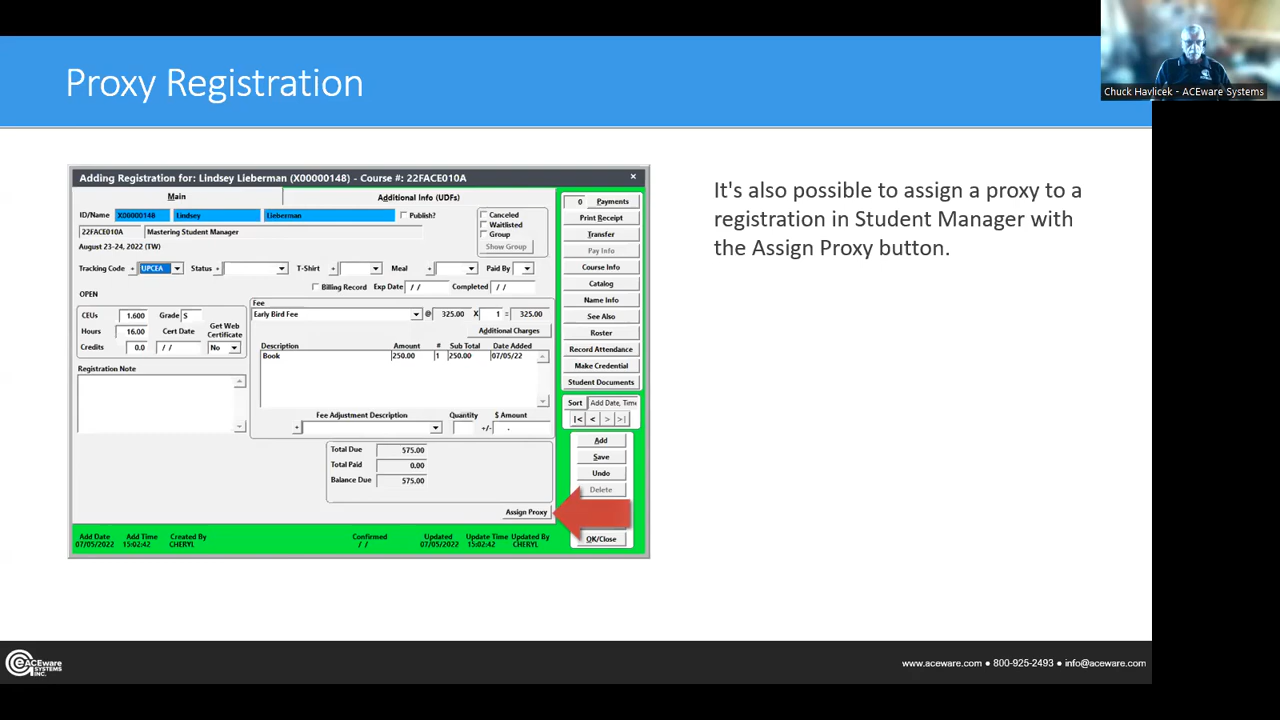 Proxy Registration
Chuck Havlicek - ACEware Systems
Adding Registration for: Lindsey Lieberman (X00000148) - Course #: 22FACE010A
Main
Additional Info (UDFs)
ID/Name X00000148 Lindsey Lieberman Publish?
22FACE010A Mastering Student Manager
August 23-24, 2022 (TW)
Canceled
Waitlisted
Group
Show Group
Tracking Code + UPCEA Status + T-Shirt + Meal + Paid By
Billing Record Exp Date / / Completed / /
OPEN
CEUs 1.600 Grade S
Hours 16.00 Cert Date Get Web Certificate
Credits 0.0 / / No
Registration Note
Fee
Early Bird Fee @ 325.00 X 1 = 325.00
Additional Charges
Description Amount # Sub Total Date Added
Book 250.00 1 250.00 07/05/22
Fee Adjustment Description Quantity $ Amount
+ +/- .
Total Due 575.00
Total Paid 0.00
Balance Due 575.00
Assign Proxy
0 Payments
Print Receipt
Transfer
Pay Info
Course Info
Catalog
Name Info
See Also
Roster
Record Attendance
Make Credential
Student Documents
Sort Add Date, Time
|< < > >|
Add
Save
Undo
Delete
OK/Close
Add Date Add Time Created By Confirmed Updated Update Time Updated By
07/05/2022 15:02:42 CHERYL / / 07/05/2022 15:02:42 CHERYL
It's also possible to assign a proxy to a
registration in Student Manager with
the Assign Proxy button.
ACEware
SYSTEMS
INC.
www.aceware.com ● 800-925-2493 ● info@aceware.com